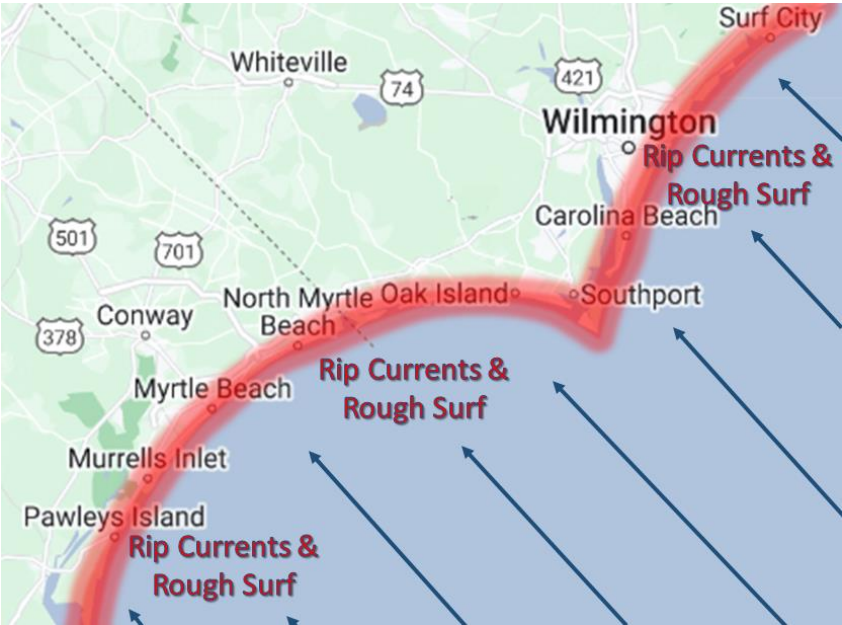 Surf City
Whiteville
74
421
Wilmington
Rip Currents &
Rough Surf
Carolina Beach
501
701
North Myrtle
Beach
Oak Island
Southport
Conway
378
Rip Currents &
Rough Surf
Myrtle Beach
Murrells Inlet
Pawleys Island
Rip Currents &
Rough Surf